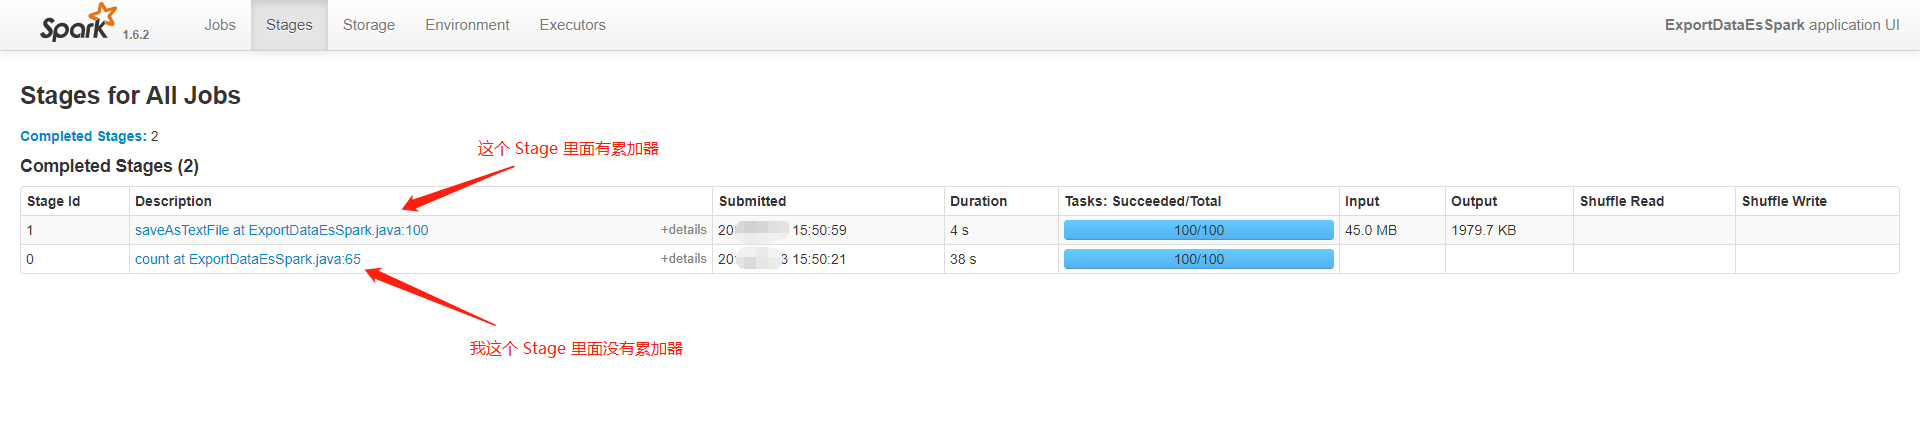 Spark 1.6.2 Jobs Stages Storage Environment Executors ExportDataEsSpark application UI
Stages for All Jobs
Completed Stages: 2
这个 Stage 里面有累加器
Completed Stages (2)
Stage Id Description Submitted Duration Tasks: Succeeded/Total Input Output Shuffle Read Shuffle Write
1 saveAsTextFile at ExportDataEsSpark.java:100 +details 20 15:50:59 4 s 100/100 45.0 MB 1979.7 KB
0 count at ExportDataEsSpark.java:65 +details 20 3 15:50:21 38 s 100/100
我这个 Stage 里面没有累加器